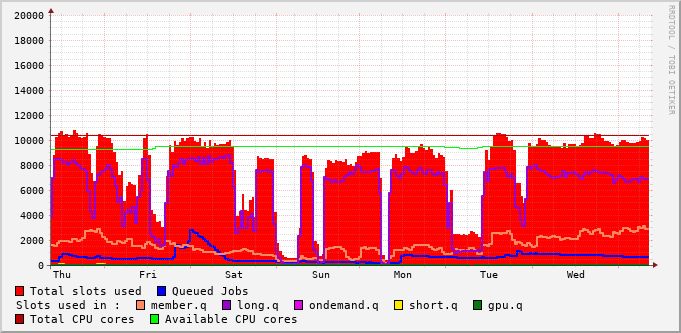 20000
18000
16000
14000
12000
10000
8000
6000
4000
2000
0
Thu Fri Sat Sun Mon Tue Wed
RRDTOOL / TOBI OETIKER
Total slots used Queued Jobs
Slots used in : member.q long.q ondemand.q short.q gpu.q
Total CPU cores Available CPU cores